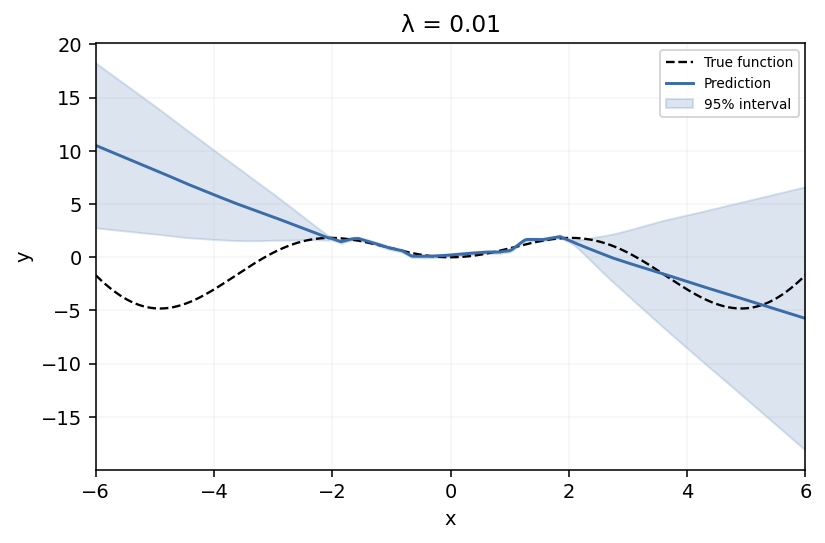 λ = 0.01
True function
Prediction
95% interval
20
15
10
5
0
−5
−10
−15
y
−6 −4 −2 0 2 4 6
x